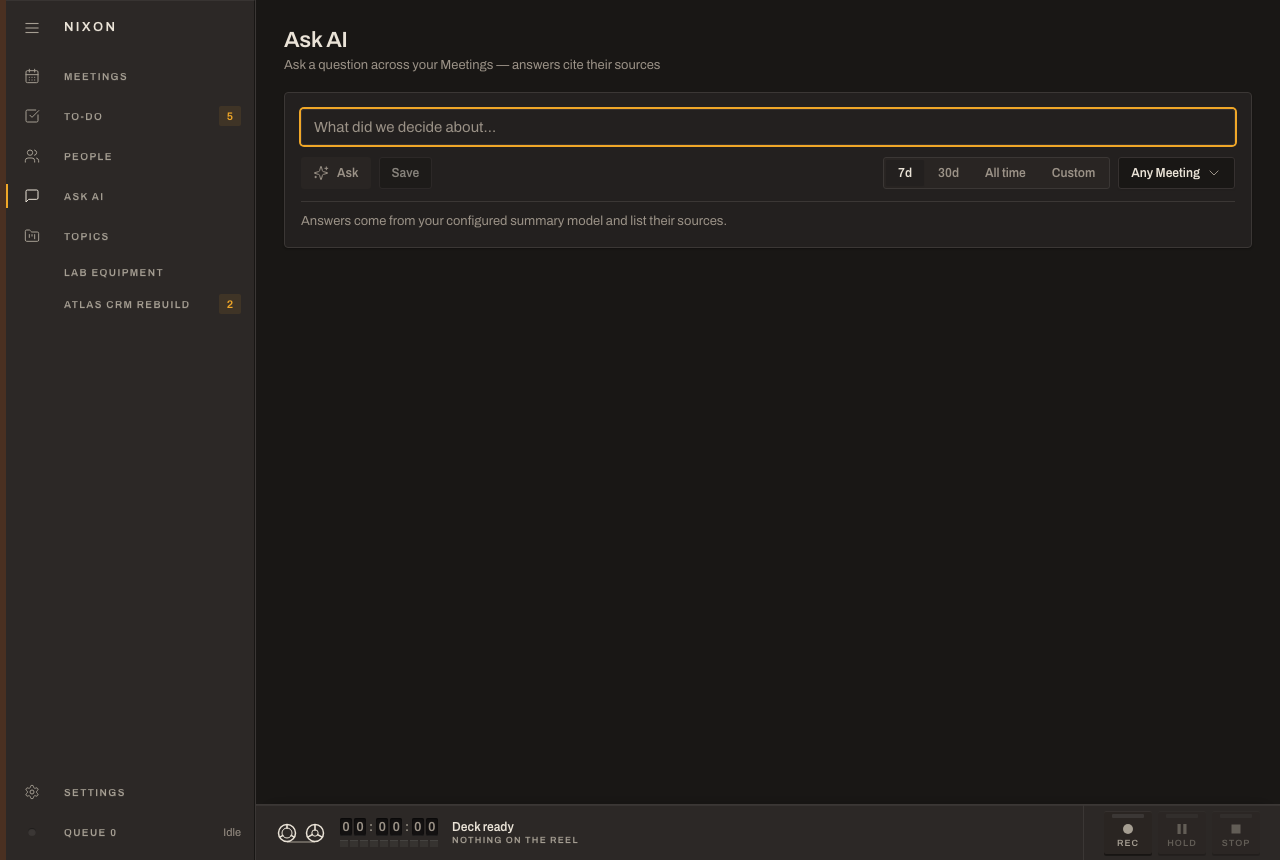 NIXON
MEETINGS
TO-DO 5
PEOPLE
ASK AI
TOPICS
LAB EQUIPMENT
ATLAS CRM REBUILD 2
SETTINGS
QUEUE 0 Idle
Ask AI
Ask a question across your Meetings — answers cite their sources
What did we decide about...
Ask Save 7d 30d All time Custom Any Meeting
Answers come from your configured summary model and list their sources.
00:00:00
Deck ready
NOTHING ON THE REEL
REC HOLD STOP